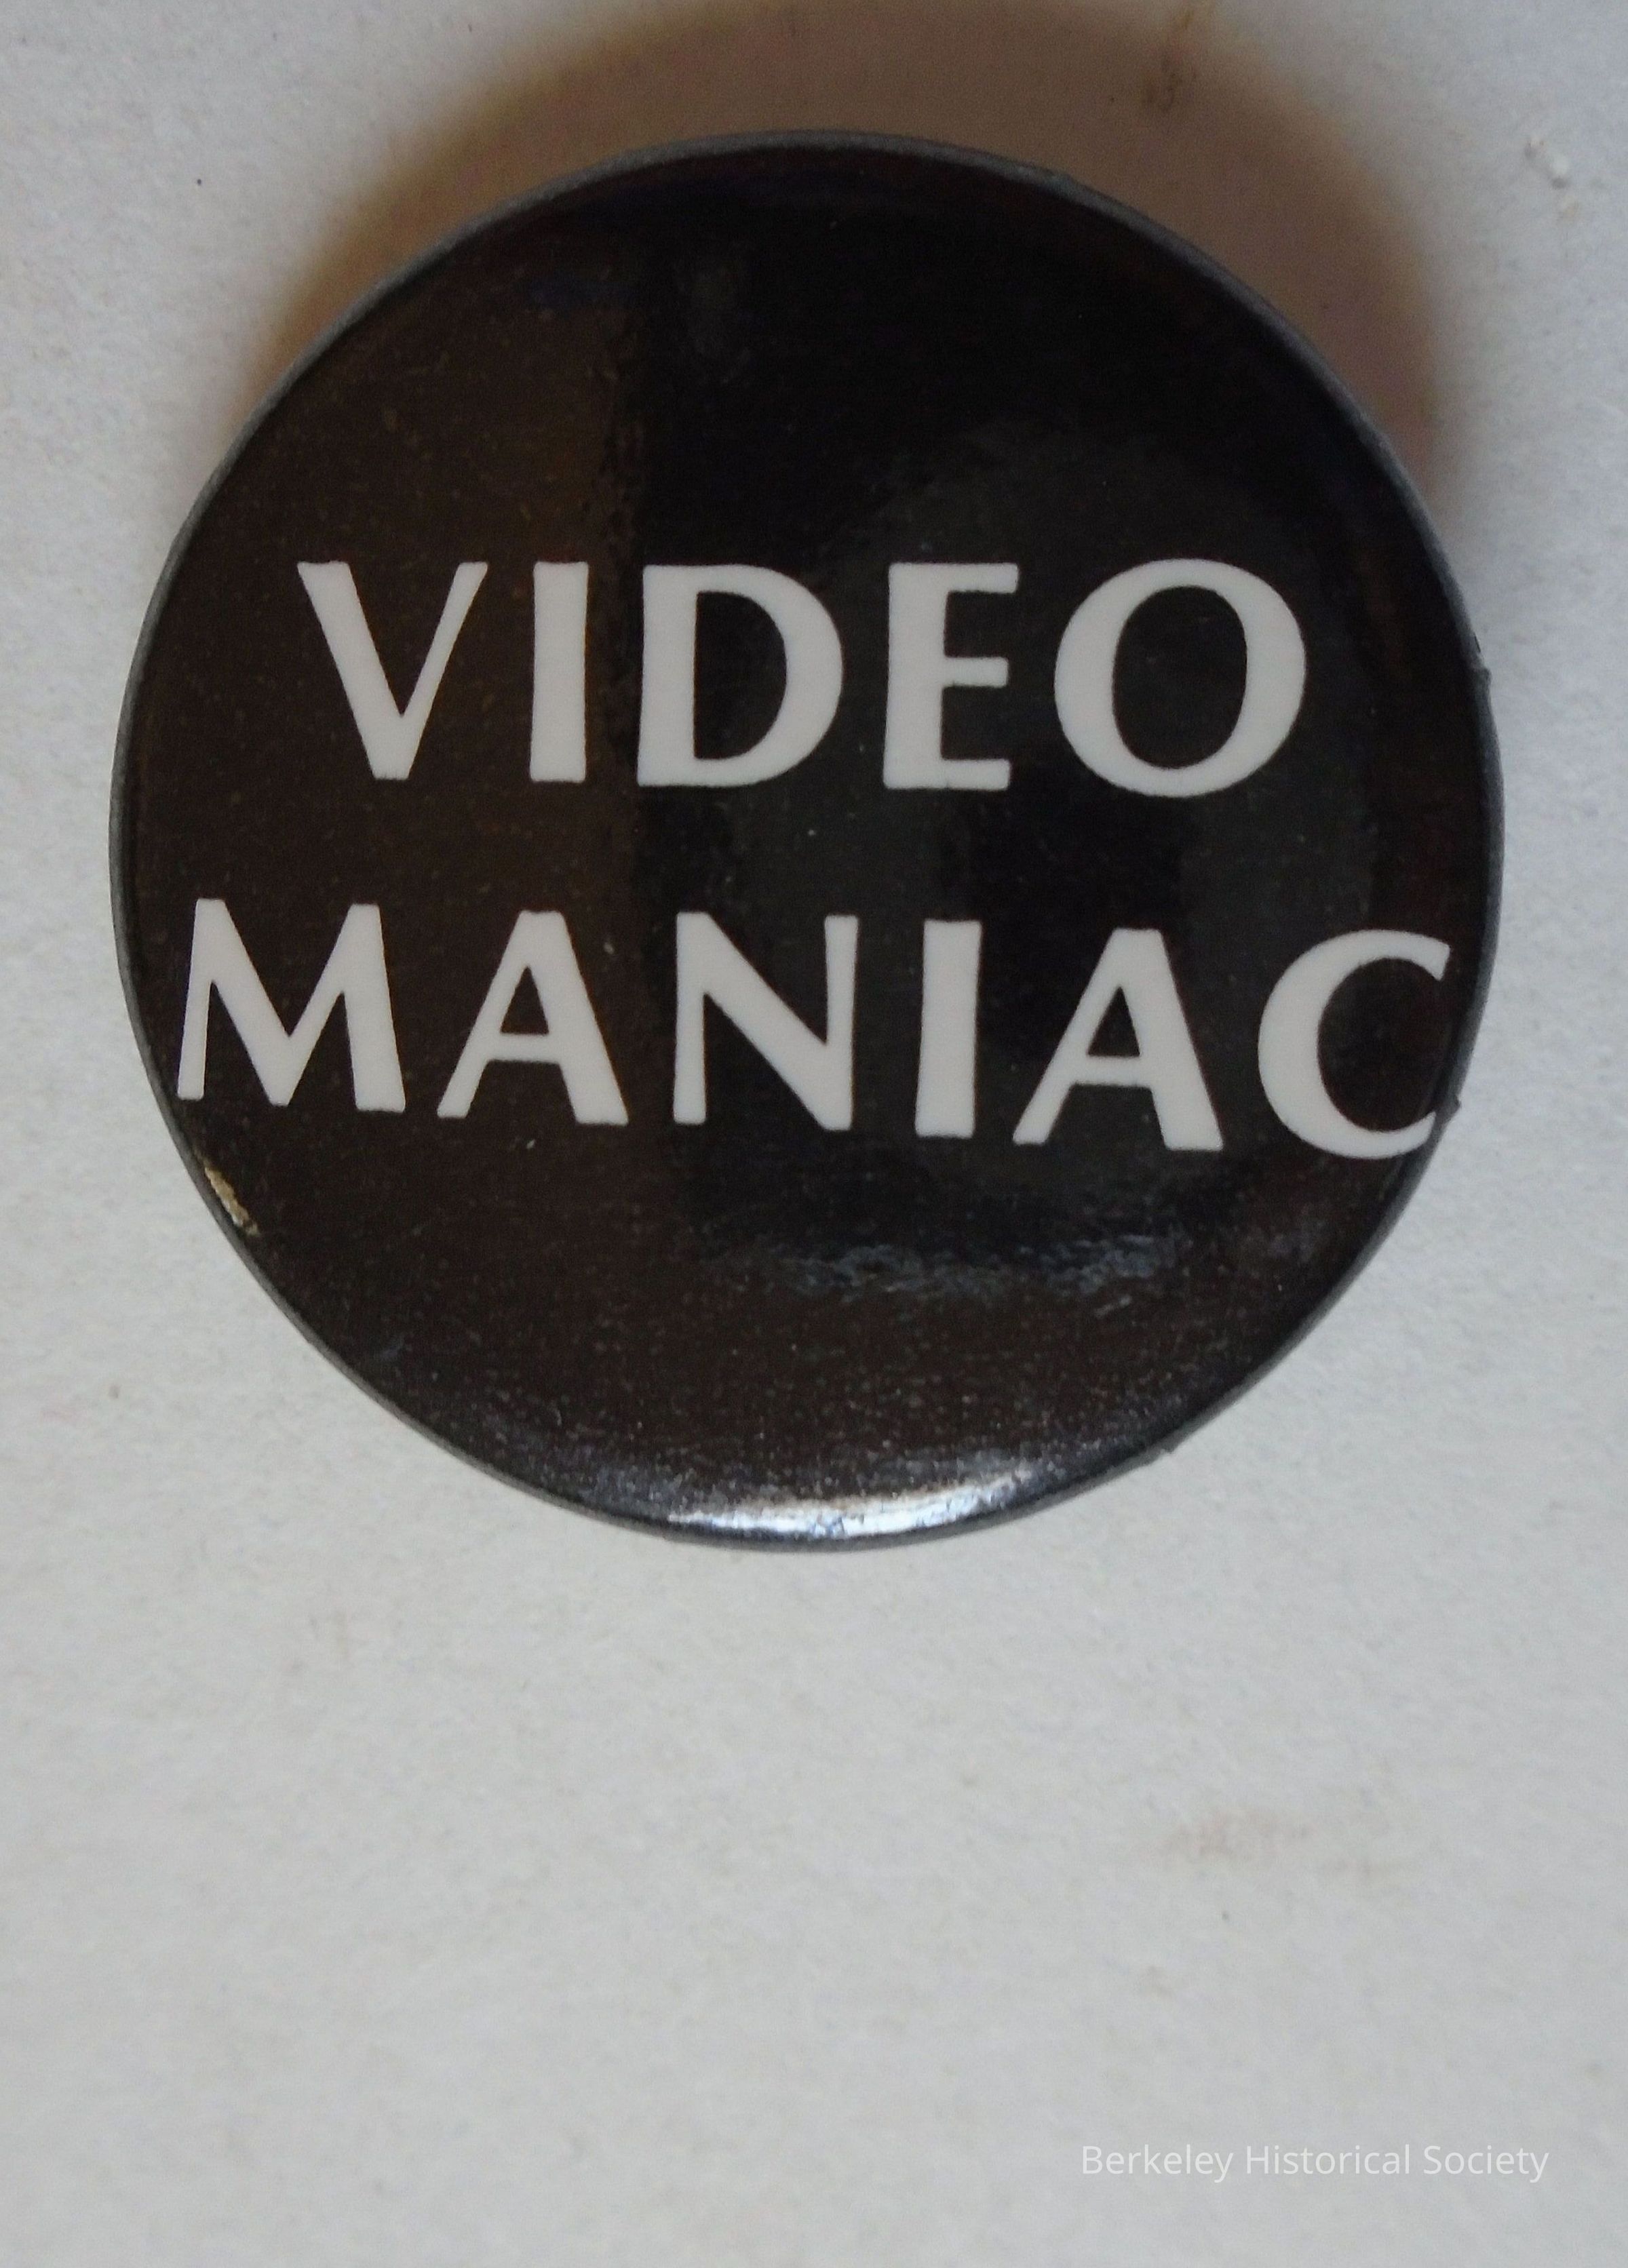 VIDEO
MANIAC
Berkeley Historical Society